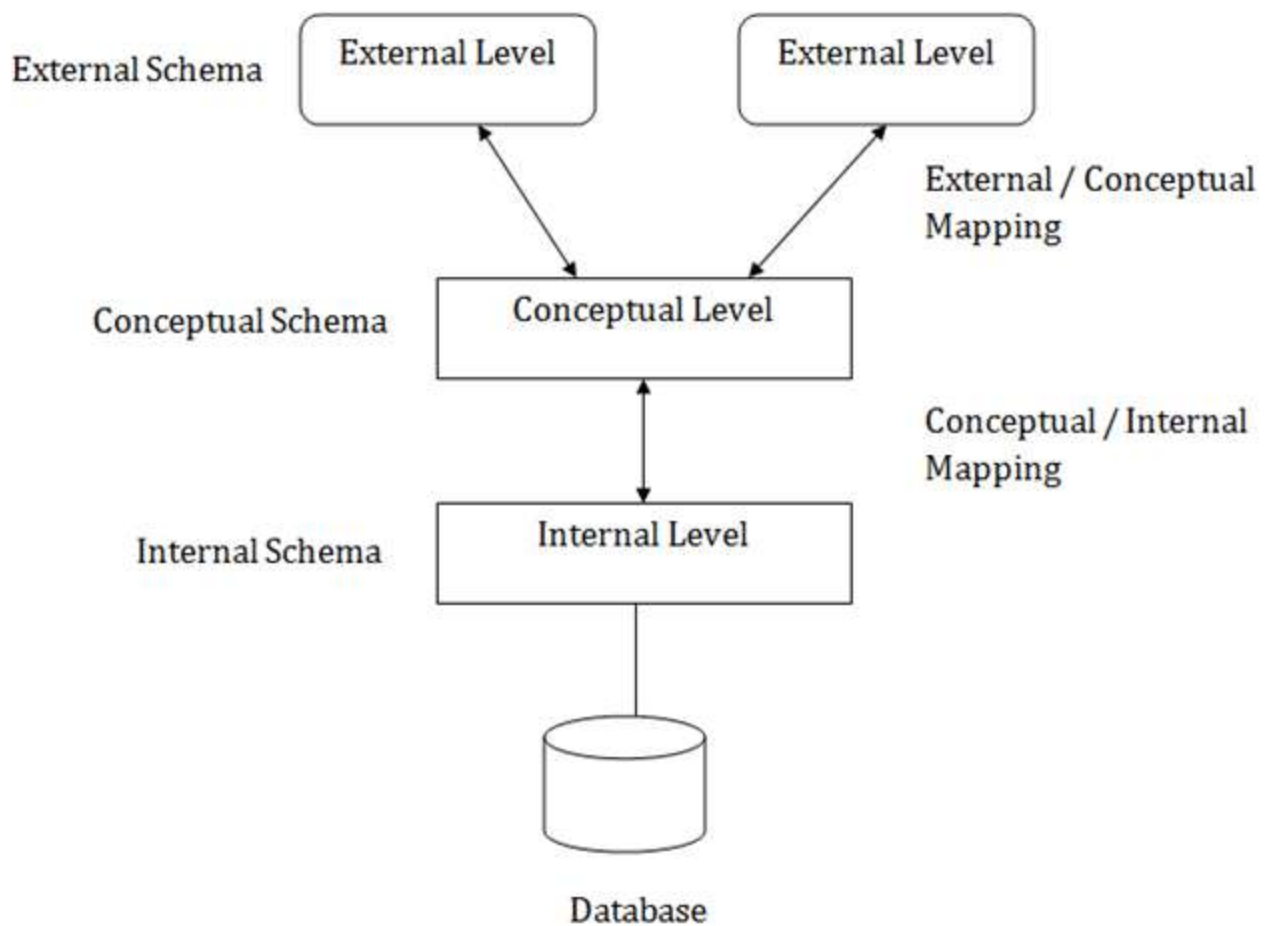 External Level
External Level
External Schema
External / Conceptual
Mapping
Conceptual Level
Conceptual Schema
Conceptual / Internal
Mapping
Internal Level
Internal Schema
Database